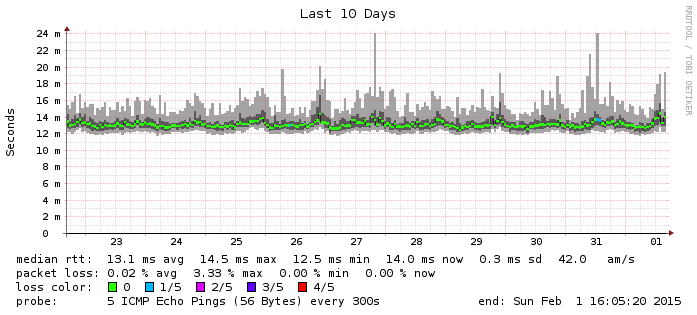 Last 10 Days
RRDTOOL / TOBI OETIKER
Seconds
24 m
22 m
20 m
18 m
16 m
14 m
12 m
10 m
8 m
6 m
4 m
2 m
0
23 24 25 26 27 28 29 30 31 01
median rtt: 13.1 ms avg 14.5 ms max 12.5 ms min 14.0 ms now 0.3 ms sd 42.0 am/s
packet loss: 0.02 % avg 3.33 % max 0.00 % min 0.00 % now
loss color: 0 1/5 2/5 3/5 4/5
probe: 5 ICMP Echo Pings (56 Bytes) every 300s end: Sun Feb 1 16:05:20 2015